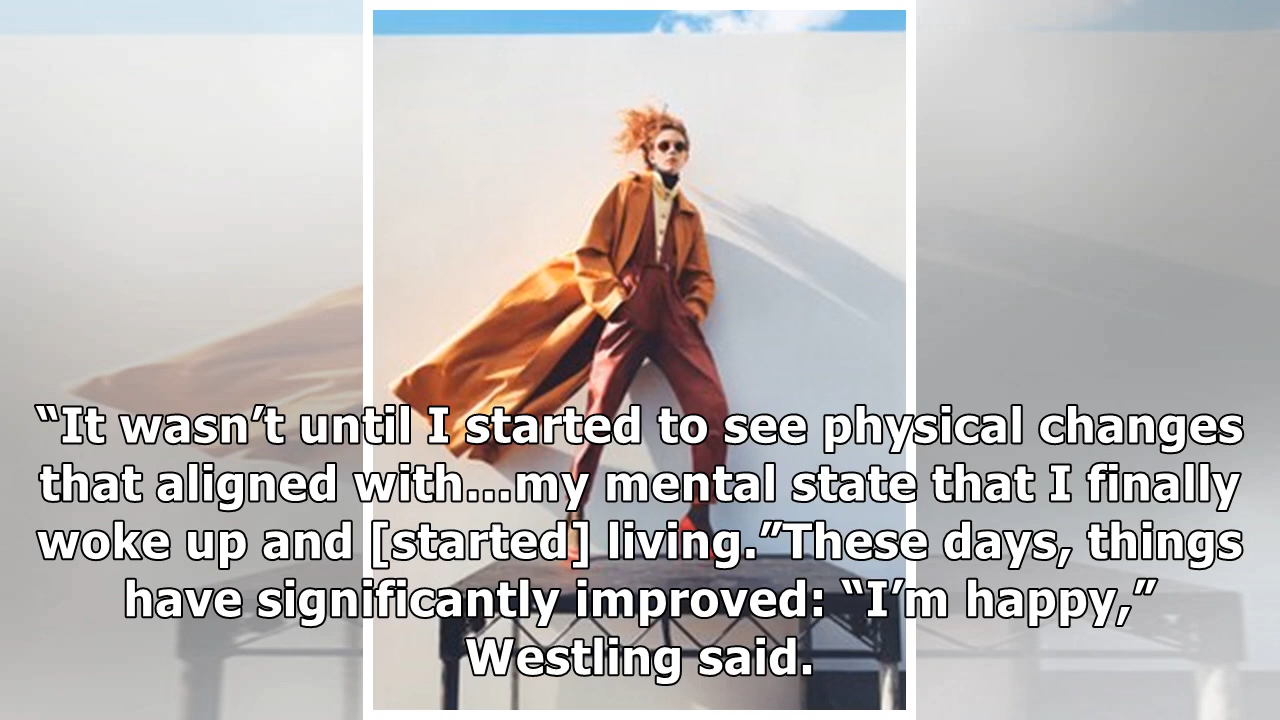 “It wasn’t until I started to see physical changes
that aligned with...my mental state that I finally
woke up and [started] living.”These days, things
have significantly improved: “I’m happy,”
Westling said.